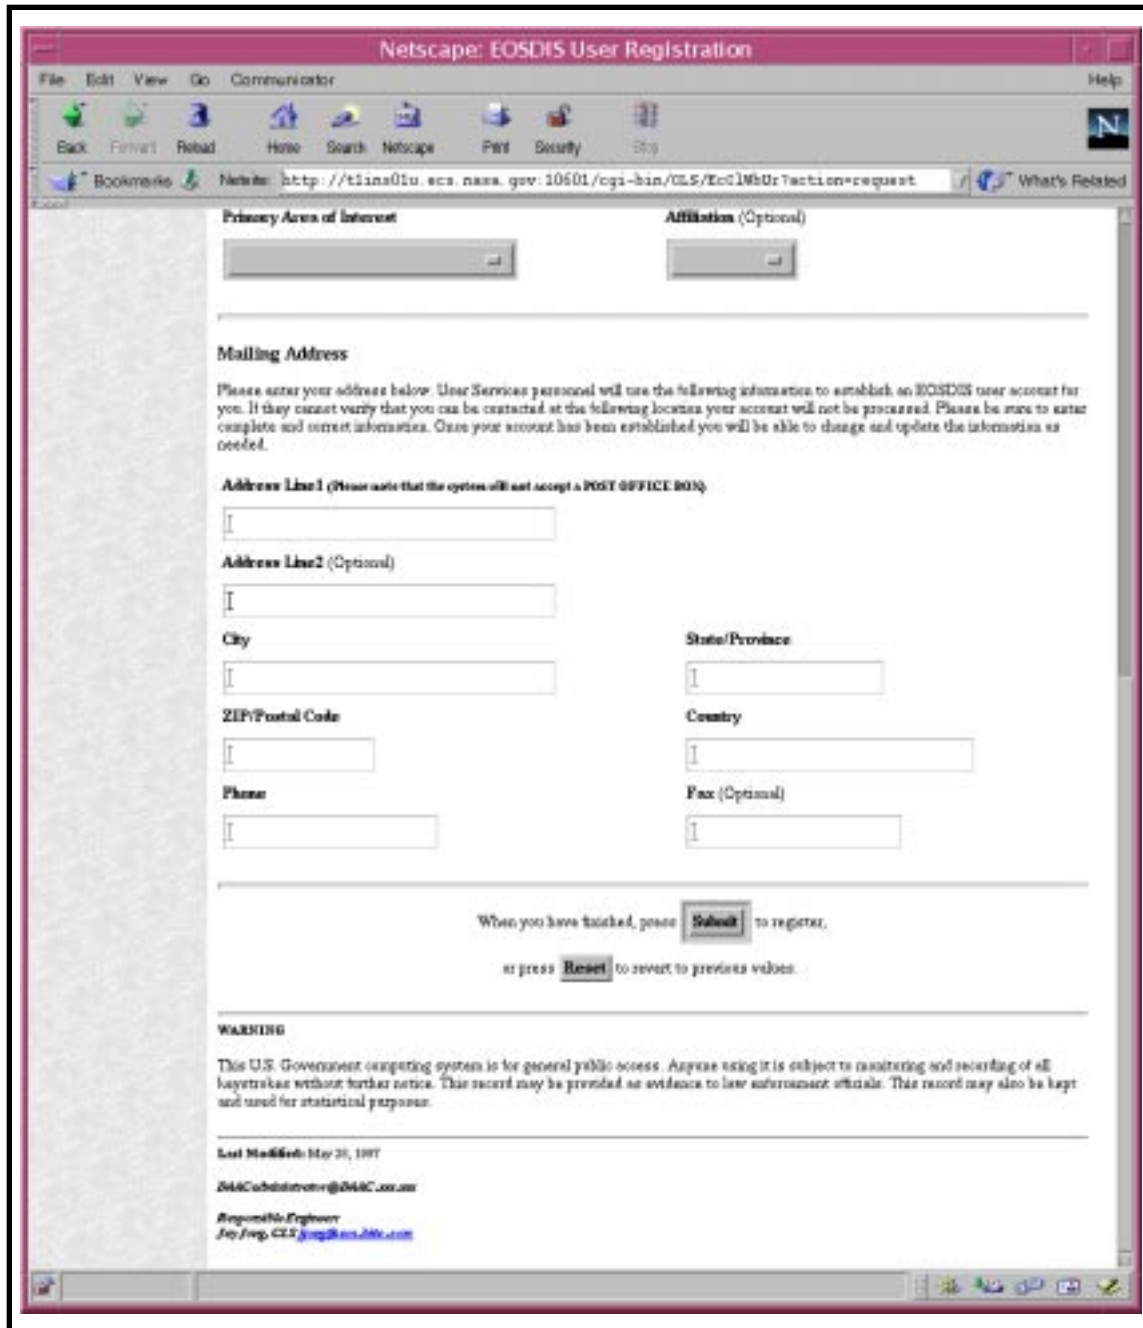 Netscape: EOSDIS User Registration
File Edit View Go Communicator Help
Back Forward Reload Home Search Netscape Print Security Stop
N
Bookmarks Netsite: http://t1ins01u.ecs.nasa.gov:10601/cgi-bin/CLS/EcClWbUr?action=request What's Related
Primary Area of Interest Affiliation (Optional)
Mailing Address
Please enter your address below. User Services personnel will use the following information to establish an EOSDIS user account for
you. If they cannot verify that you can be contacted at the following location your account will not be processed. Please be sure to enter
complete and correct information. Once your account has been established you will be able to change and update the information as
needed.
Address Line1 (Please note that the system will not accept a POST OFFICE BOX)
Address Line2 (Optional)
City State/Province
ZIP/Postal Code Country
Phone Fax (Optional)
When you have finished, press Submit to register,
or press Reset to revert to previous values.
WARNING
This U.S. Government computing system is for general public access. Anyone using it is subject to monitoring and recording of all
keystrokes without further notice. This record may be provided as evidence to law enforcement officials. This record may also be kept
and used for statistical purposes.
Last Modified: May 1997
DAACadministrator@DAAC.xxx.xxx
Responsible Engineer
CLS